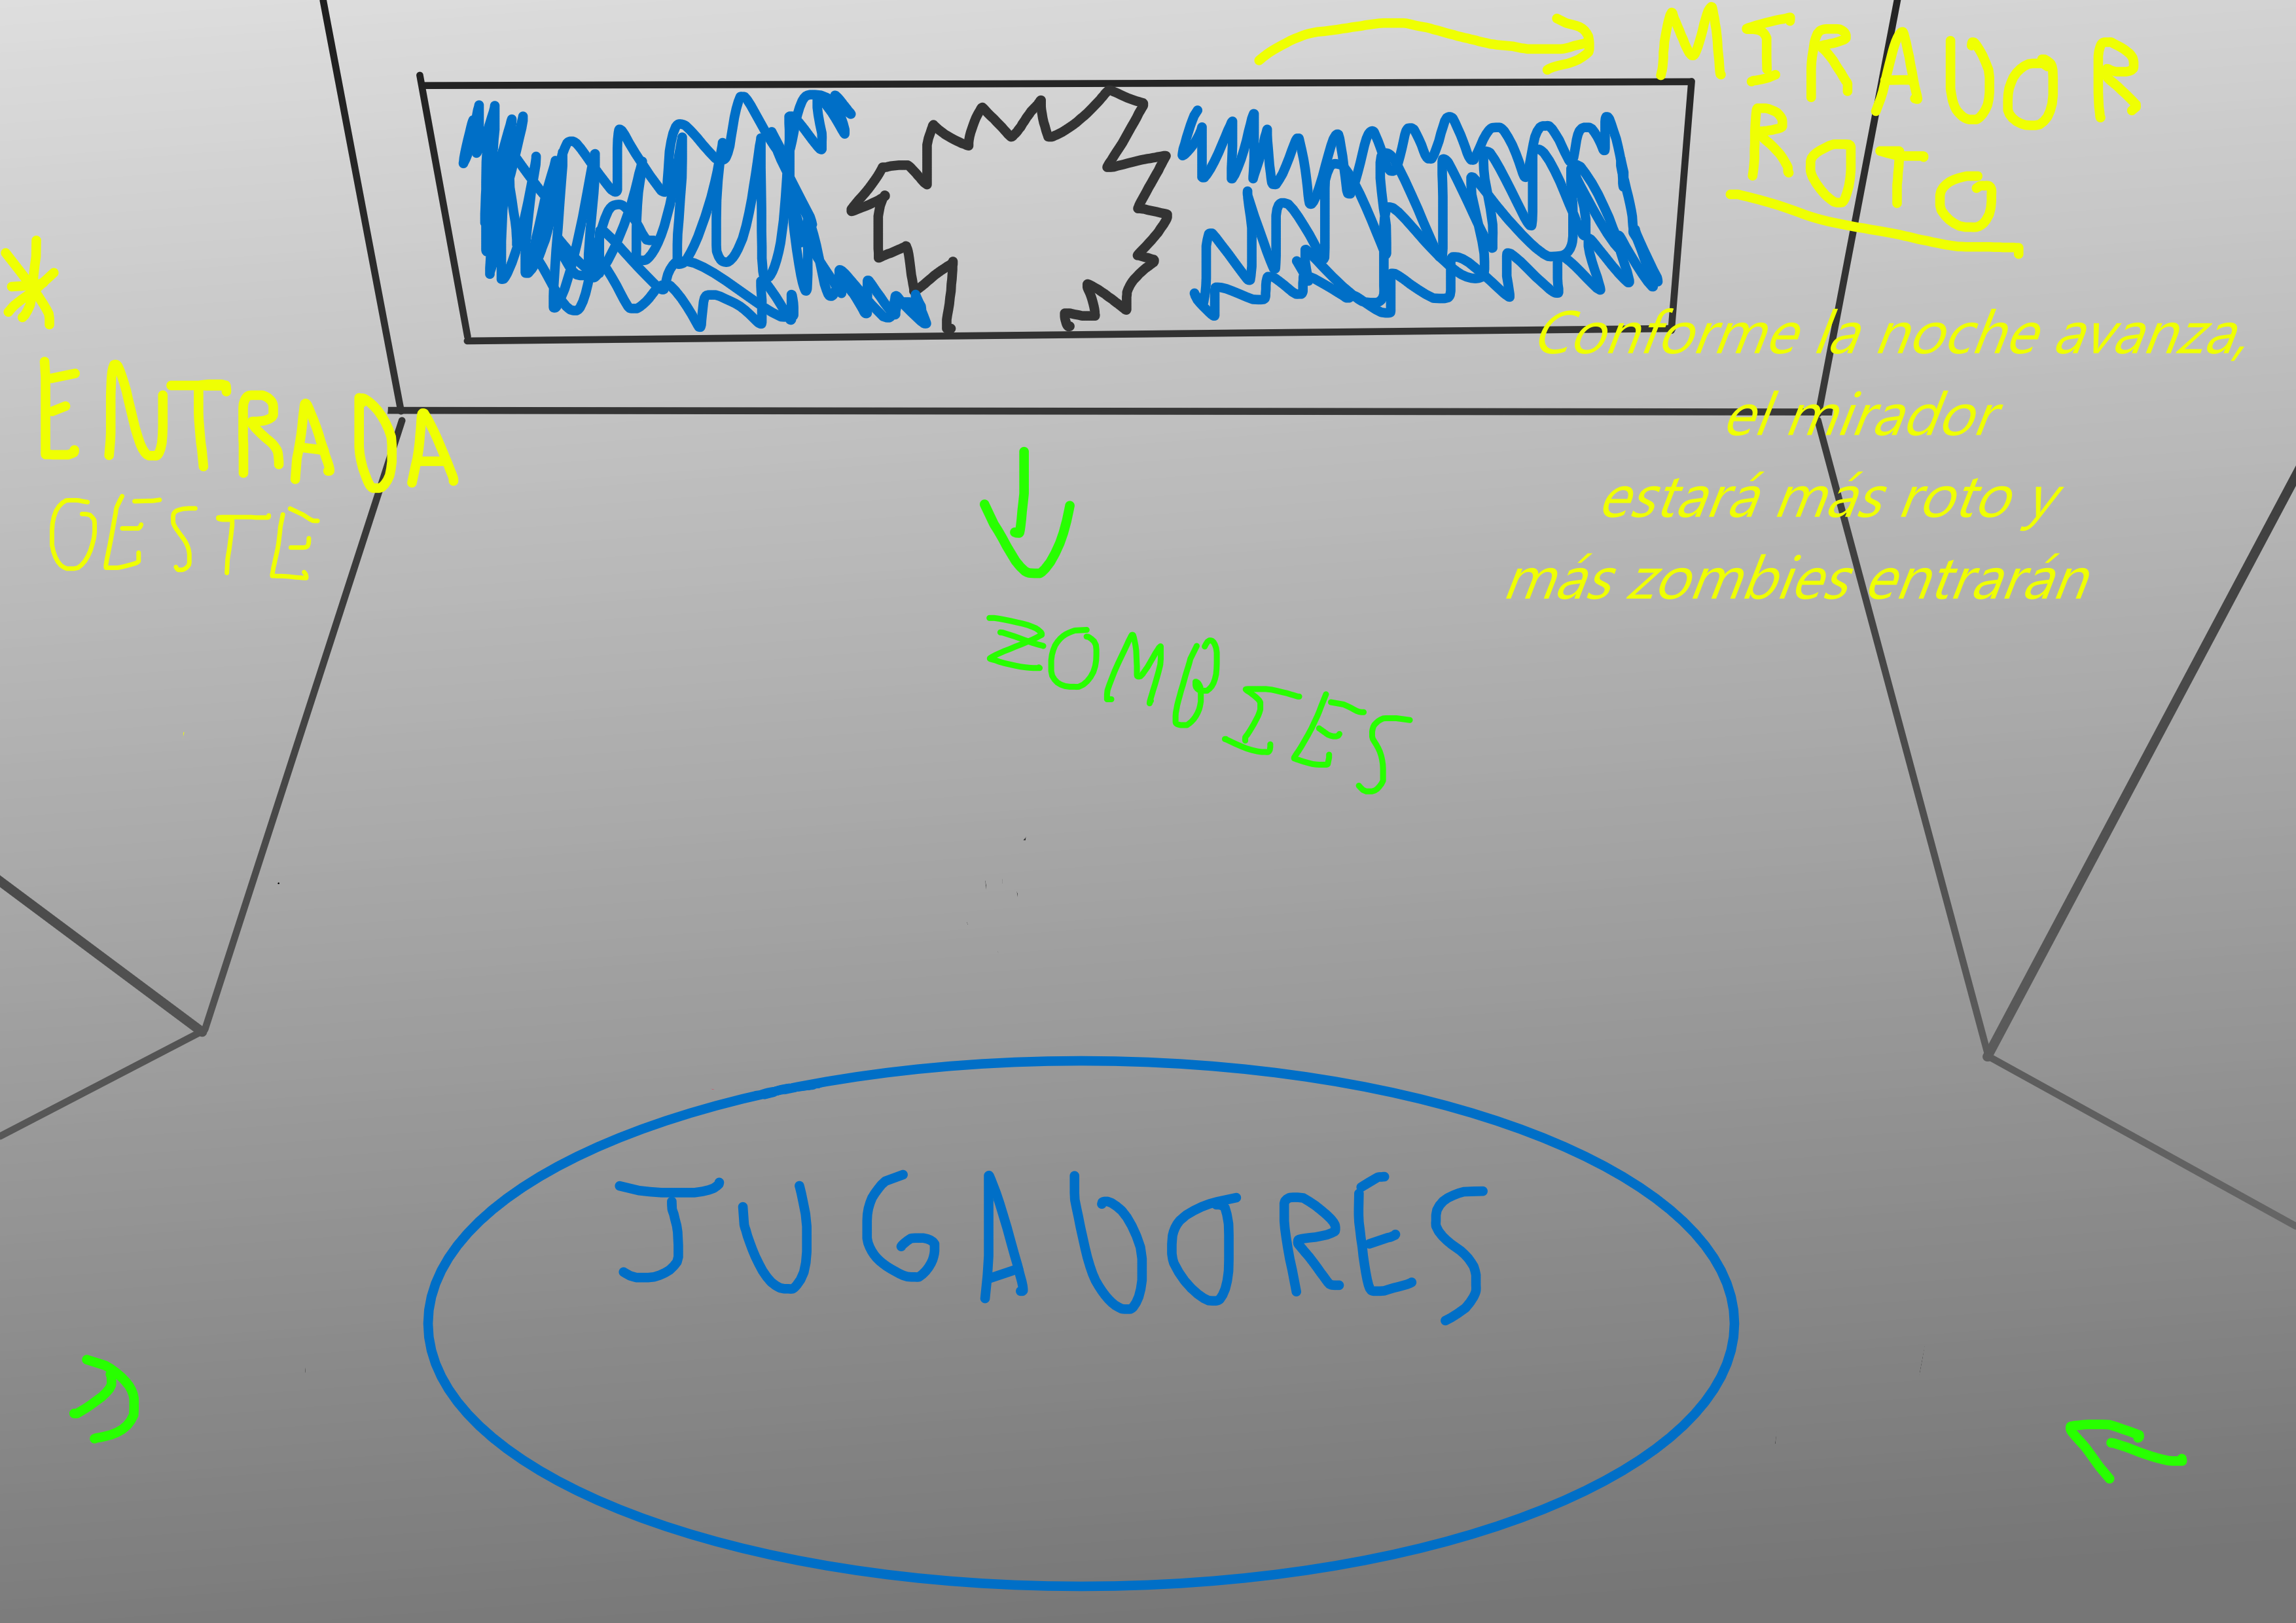 MIRADOR
ROTO
* ENTRADA
OESTE
Conforme la noche avanza,
el mirador
estará más roto y
más zombies entrarán
ZOMBIES
JUGADORES